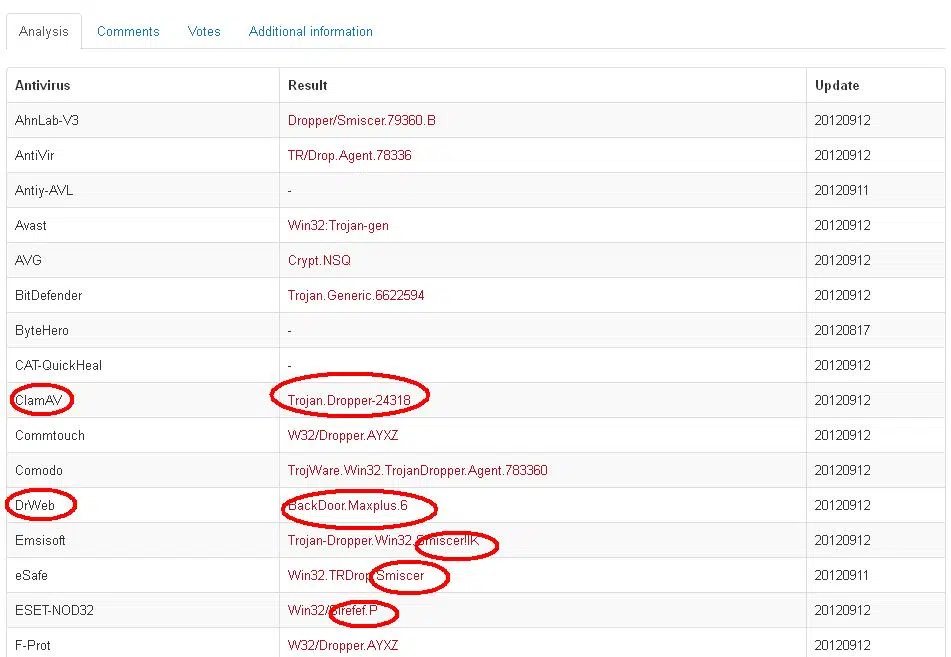 Analysis Comments Votes Additional information
Antivirus Result Update
AhnLab-V3 Dropper/Smiscer.79360.B 20120912
AntiVir TR/Drop.Agent.78336 20120912
Antiy-AVL - 20120911
Avast Win32:Trojan-gen 20120912
AVG Crypt.NSQ 20120912
BitDefender Trojan.Generic.6622594 20120912
ByteHero - 20120817
CAT-QuickHeal - 20120912
ClamAV Trojan.Dropper-24318 20120912
Commtouch W32/Dropper.AYXZ 20120912
Comodo TrojWare.Win32.TrojanDropper.Agent.783360 20120912
DrWeb BackDoor.Maxplus.6 20120912
Emsisoft Trojan-Dropper.Win32.Smiscer!IK 20120912
eSafe Win32.TRDrop.Smiscer 20120911
ESET-NOD32 Win32/Sirefef.P 20120912
F-Prot W32/Dropper.AYXZ 20120912